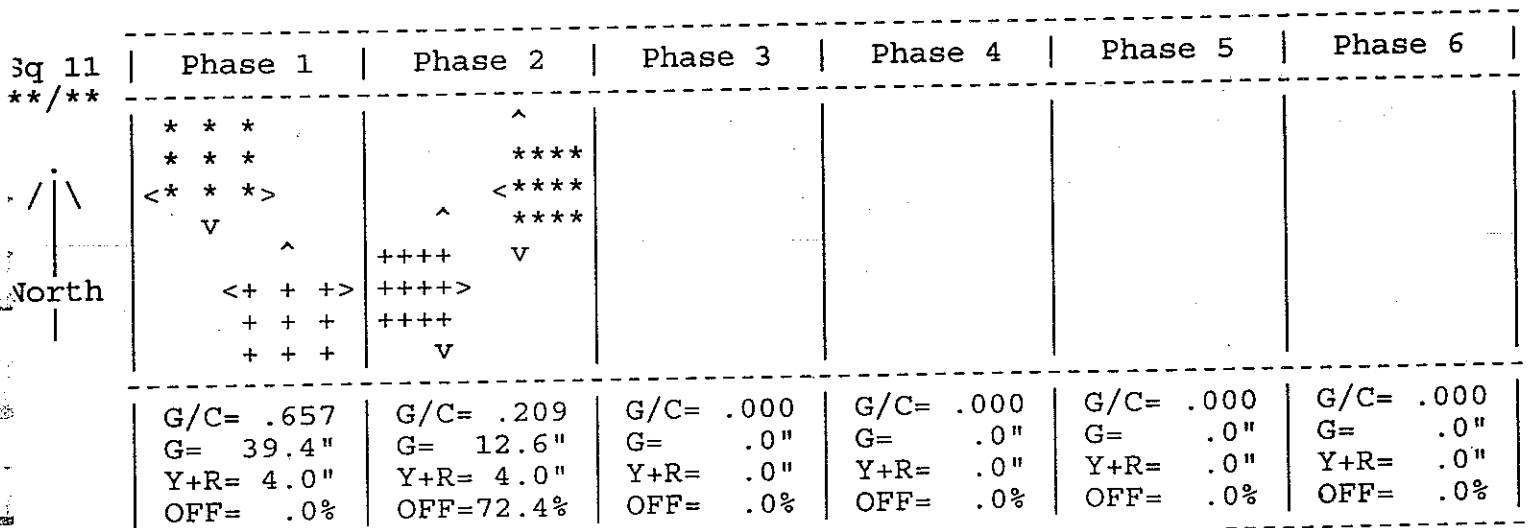 Sq 11 | Phase 1 | Phase 2 | Phase 3 | Phase 4 | Phase 5 | Phase 6 |
**/**
* * * ^
* * * ****
<* * *> <****
v ^ ****
^ ++++ v
North <+ + +> ++++>
+ + + ++++
+ + + v
G/C= .657 | G/C= .209 | G/C= .000 | G/C= .000 | G/C= .000 | G/C= .000
G= 39.4" | G= 12.6" | G= .0" | G= .0" | G= .0" | G= .0"
Y+R= 4.0" | Y+R= 4.0" | Y+R= .0" | Y+R= .0" | Y+R= .0" | Y+R= .0"
OFF= .0% | OFF=72.4% | OFF= .0% | OFF= .0% | OFF= .0% | OFF= .0%